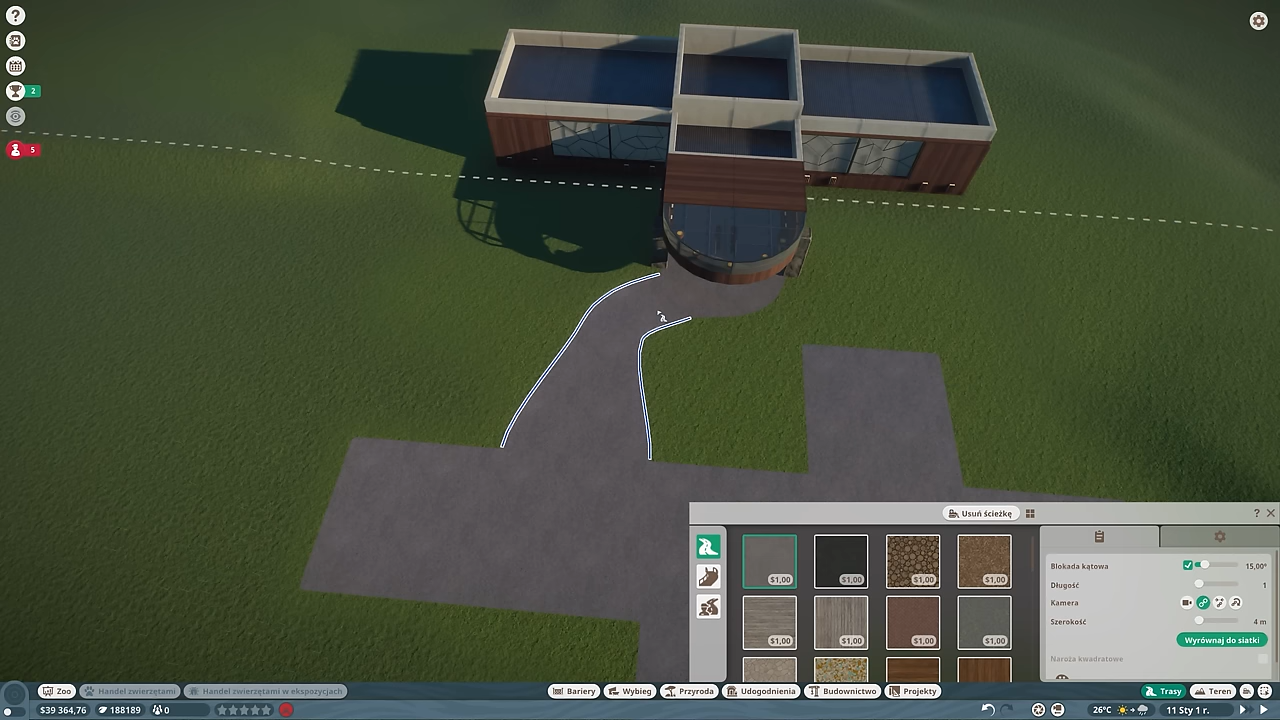 ?
2
5
Usuń ścieżkę
?
$1,00 $1,00 $1,00 $1,00
$1,00 $1,00 $1,00 $1,00
Blokada kątowa 15,00°
Długość 1
Kamera
Szerokość 4 m
Wyrównaj do siatki
Naroża kwadratowe
Zoo Handel zwierzętami Handel zwierzętami w ekspozycjach Bariery Wybieg Przyroda Udogodnienia Budownictwo Projekty Trasy Teren
$39 364,76 188189 0 26°C 11 Sty 1 r.